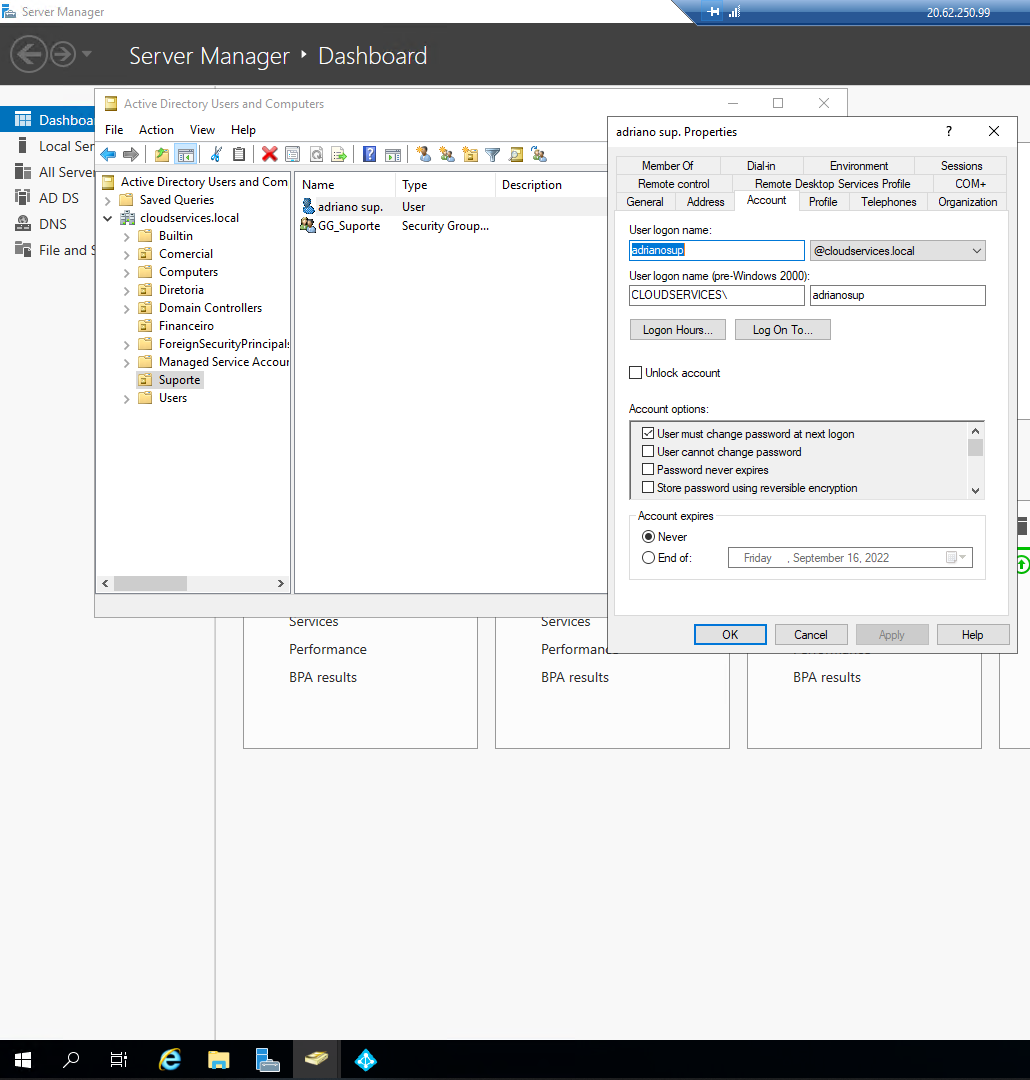 Server Manager
20.62.250.99
Server Manager ‣ Dashboard
Dashboa
Local Ser
All Server
AD DS
DNS
File and S
Active Directory Users and Computers
File Action View Help
Active Directory Users and Com
Saved Queries
cloudservices.local
Builtin
Comercial
Computers
Diretoria
Domain Controllers
Financeiro
ForeignSecurityPrincipals
Managed Service Accour
Suporte
Users
Name Type Description
adriano sup. User
GG_Suporte Security Group...
adriano sup. Properties
?
Member Of Dial-in Environment Sessions
Remote control Remote Desktop Services Profile COM+
General Address Account Profile Telephones Organization
User logon name:
adrianosup @cloudservices.local
User logon name (pre-Windows 2000):
CLOUDSERVICES\ adrianosup
Logon Hours... Log On To...
Unlock account
Account options:
User must change password at next logon
User cannot change password
Password never expires
Store password using reversible encryption
Account expires
Never
End of: Friday , September 16, 2022
OK Cancel Apply Help
Services Services
Performance Performance
BPA results BPA results BPA results